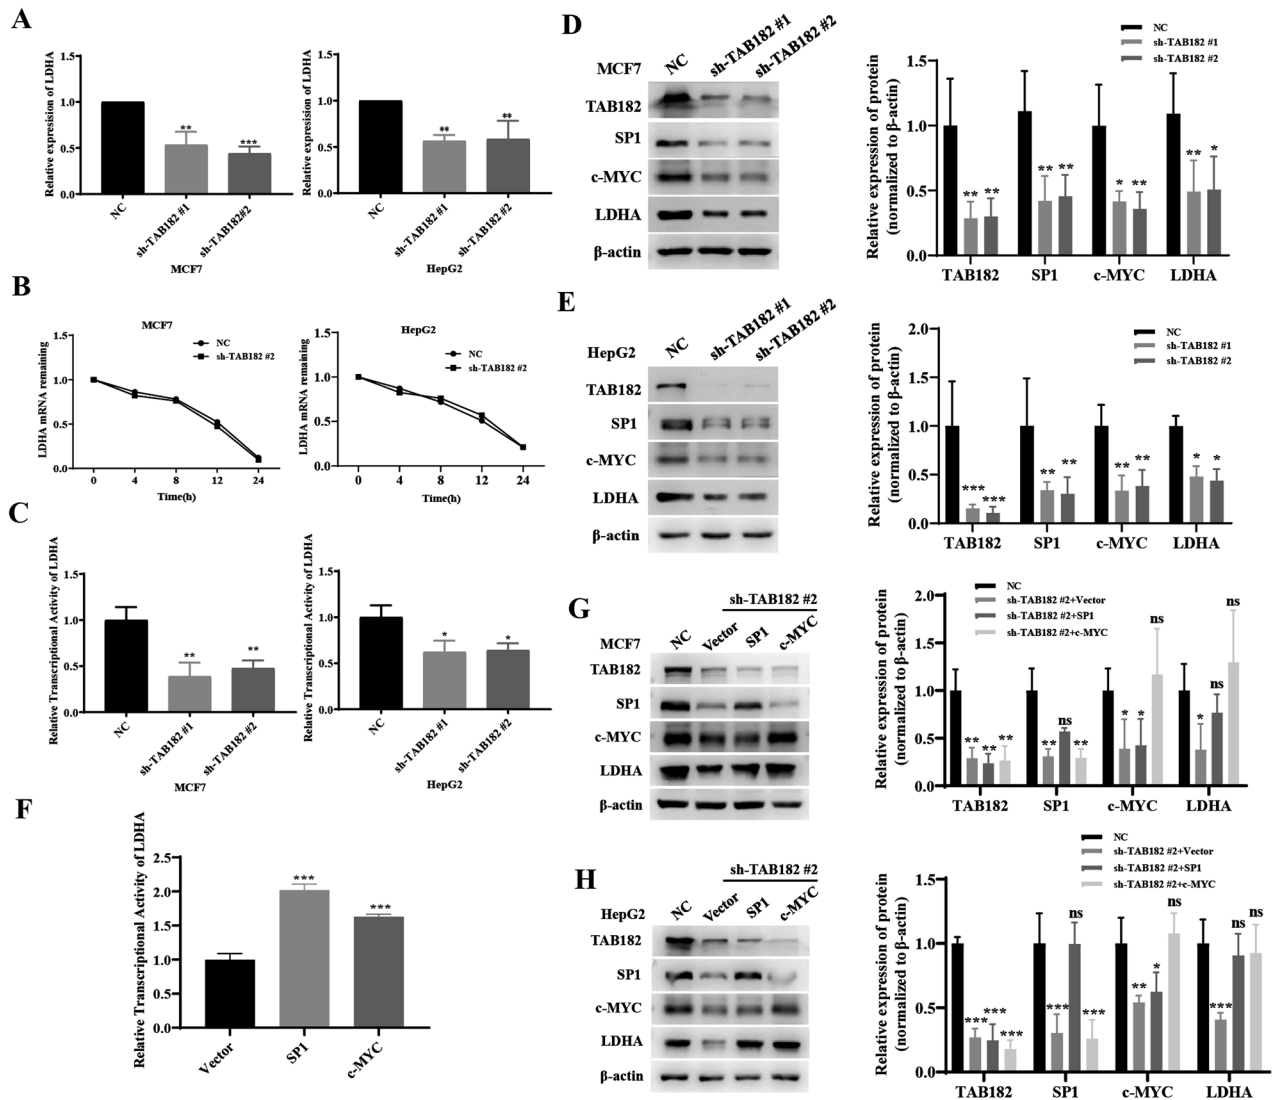 A
Relative expression of LDHA
1.5
1.0
0.5
0.0
**
***
NC
sh-TAB182 #1
sh-TAB182#2
MCF7
Relative expresision of LDHA
1.5
1.0
0.5
0.0
**
**
NC
sh-TAB182 #1
sh-TAB182 #2
HepG2
B
MCF7
NC
sh-TAB182 #2
LDHA mRNA remaining
1.5
1.0
0.5
0.0
0 4 8 12 24
Time(h)
HepG2
NC
sh-TAB182 #2
LDHA mRNA remaining
1.5
1.0
0.5
0.0
0 4 8 12 24
Time(h)
C
Relative Transcriptional Activity of LDHA
1.5
1.0
0.5
0.0
**
**
NC
sh-TAB182 #1
sh-TAB182 #2
MCF7
Relative Transcriptional Activity of LDHA
1.5
1.0
0.5
0.0
*
*
NC
sh-TAB182 #1
sh-TAB182 #2
HepG2
F
Relative Transcriptional Activity of LDHA
2.5
2.0
1.5
1.0
0.5
0.0
***
***
Vector
SP1
c-MYC
D
MCF7
NC
sh-TAB182 #1
sh-TAB182 #2
TAB182
SP1
c-MYC
LDHA
β-actin
NC
sh-TAB182 #1
sh-TAB182 #2
Relative expression of protein
(normalized to β-actin)
1.5
1.0
0.5
0.0
** **
** **
* **
** *
TAB182 SP1 c-MYC LDHA
E
HepG2
NC
sh-TAB182 #1
sh-TAB182 #2
TAB182
SP1
c-MYC
LDHA
β-actin
NC
sh-TAB182 #1
sh-TAB182 #2
Relative expression of protein
(normalized to β-actin)
2.0
1.5
1.0
0.5
0.0
*** ***
** **
** **
* *
TAB182 SP1 c-MYC LDHA
G
sh-TAB182 #2
MCF7
NC
Vector
SP1
c-MYC
TAB182
SP1
c-MYC
LDHA
β-actin
NC
sh-TAB182 #2+Vector
sh-TAB182 #2+SP1
sh-TAB182 #2+c-MYC
Relative expression of protein
(normalized to β-actin)
2.0
1.5
1.0
0.5
0.0
** ** **
** ns **
* * ns
* ns ns
TAB182 SP1 c-MYC LDHA
H
sh-TAB182 #2
HepG2
NC
Vector
SP1
c-MYC
TAB182
SP1
c-MYC
LDHA
β-actin
NC
sh-TAB182 #2+Vector
sh-TAB182 #2+SP1
sh-TAB182 #2+c-MYC
Relative expression of protein
(normalized to β-actin)
1.5
1.0
0.5
0.0
*** *** ***
*** ns ***
** * ns
*** ns ns
TAB182 SP1 c-MYC LDHA